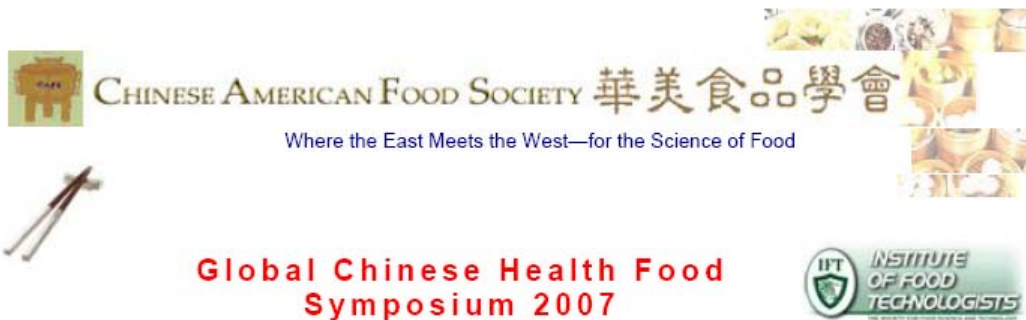 CHINESE AMERICAN FOOD SOCIETY 華美食品學會
Where the East Meets the West—for the Science of Food
Global Chinese Health Food
Symposium 2007
IFT
INSTITUTE
OF FOOD
TECHNOLOGISTS